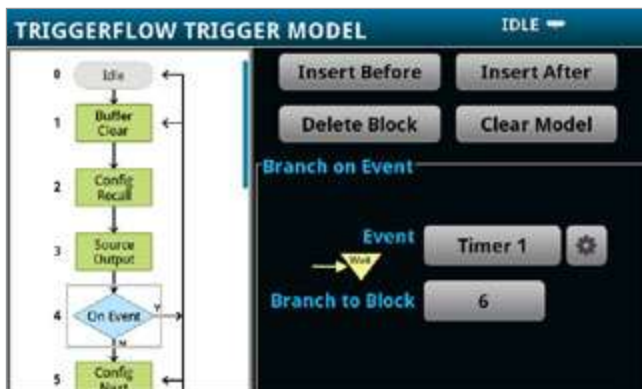 TRIGGERFLOW TRIGGER MODEL
IDLE
0
Idle
1
Buffer
Clear
2
Config
Recall
3
Source
Output
4
On Event
Y
N
5
Config
Next
Insert Before
Insert After
Delete Block
Clear Model
Branch on Event
Event
Timer 1
Wait
Branch to Block
6